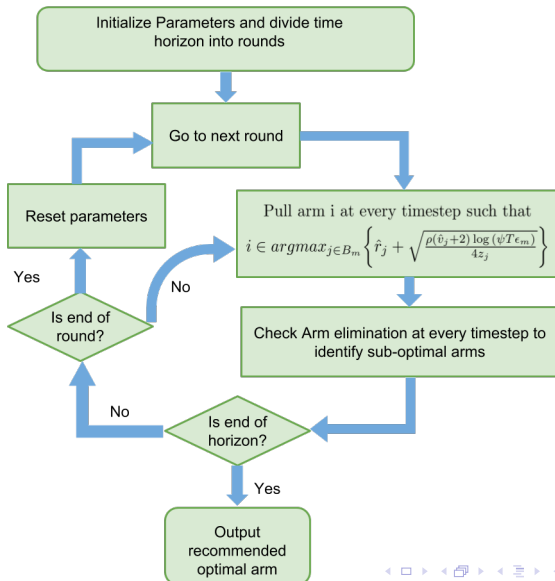 Initialize Parameters and divide time
horizon into rounds
Go to next round
Reset parameters
Pull arm i at every timestep such that
$i \in argmax_{j \in B_m} \left\{ \hat{r}_j + \sqrt{\frac{\rho(\hat{v}_j+2) \log (\psi T \epsilon_m)}{4z_j}} \right\}$
Yes
No
Is end of
round?
Check Arm elimination at every timestep to
identify sub-optimal arms
No
Is end of
horizon?
Yes
Output
recommended
optimal arm